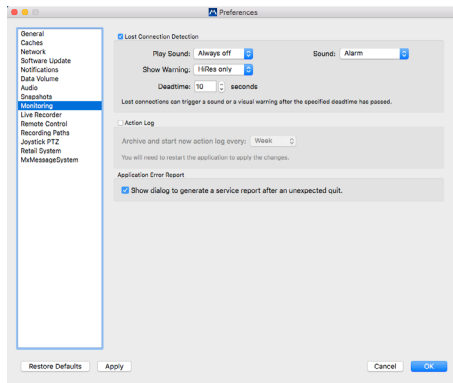 Preferences
General
Caches
Network
Software Update
Notifications
Data Volume
Audio
Snapshots
Monitoring
Live Recorder
Remote Control
Recording Paths
Joystick PTZ
Retail System
MxMessageSystem
Lost Connection Detection
Play Sound: Always off Sound: Alarm
Show Warning: HiRes only
Deadtime: 10 seconds
Lost connections can trigger a sound or a visual warning after the specified deadtime has passed.
Action Log
Archive and start new action log every: Week
You will need to restart the application to apply the changes.
Application Error Report
Show dialog to generate a service report after an unexpected quit.
Restore Defaults Apply Cancel OK